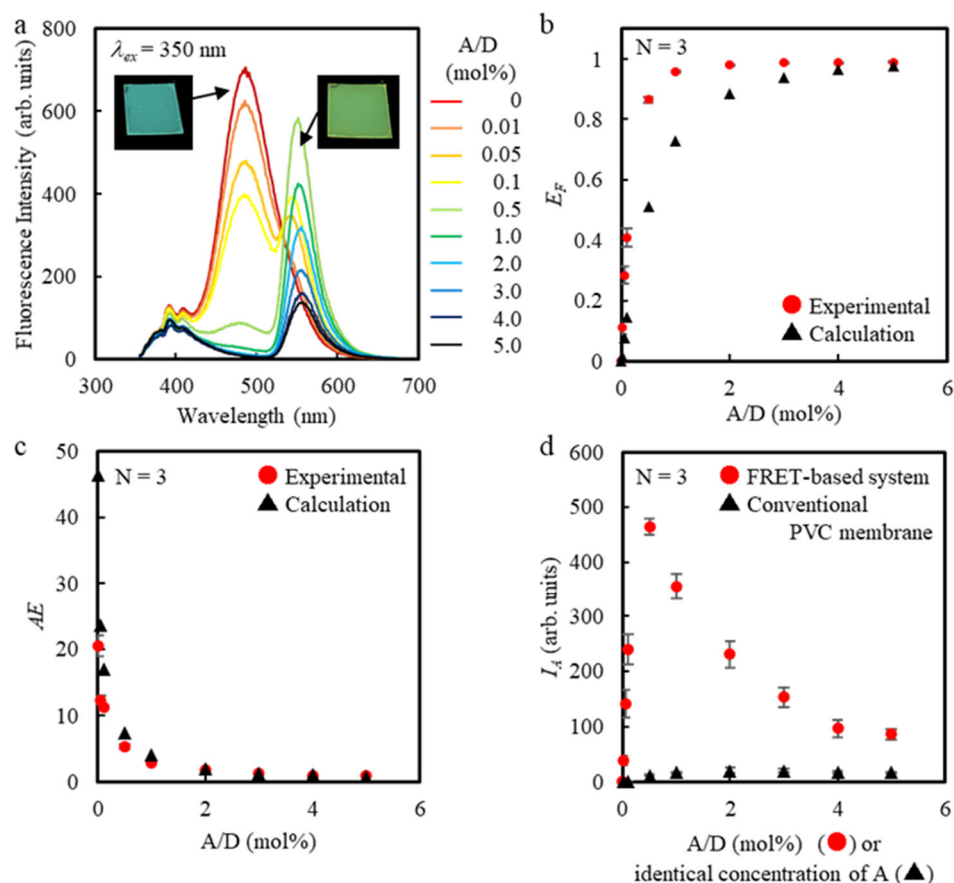 a
800
700
600
500
400
300
200
100
0
300
400
500
600
700
Fluorescence Intensity (arb. units)
Wavelength (nm)
λex = 350 nm
A/D
(mol%)
0
0.01
0.05
0.1
0.5
1.0
2.0
3.0
4.0
5.0
b
N = 3
1
0.8
0.6
0.4
0.2
0
EF
0
2
4
6
A/D (mol%)
Experimental
Calculation
c
50
40
30
20
10
0
AE
N = 3
Experimental
Calculation
0
2
4
6
A/D (mol%)
d
600
500
400
300
200
100
0
IA (arb. units)
N = 3
FRET-based system
Conventional
PVC membrane
0
2
4
6
A/D (mol%) (●) or
identical concentration of A (▲)